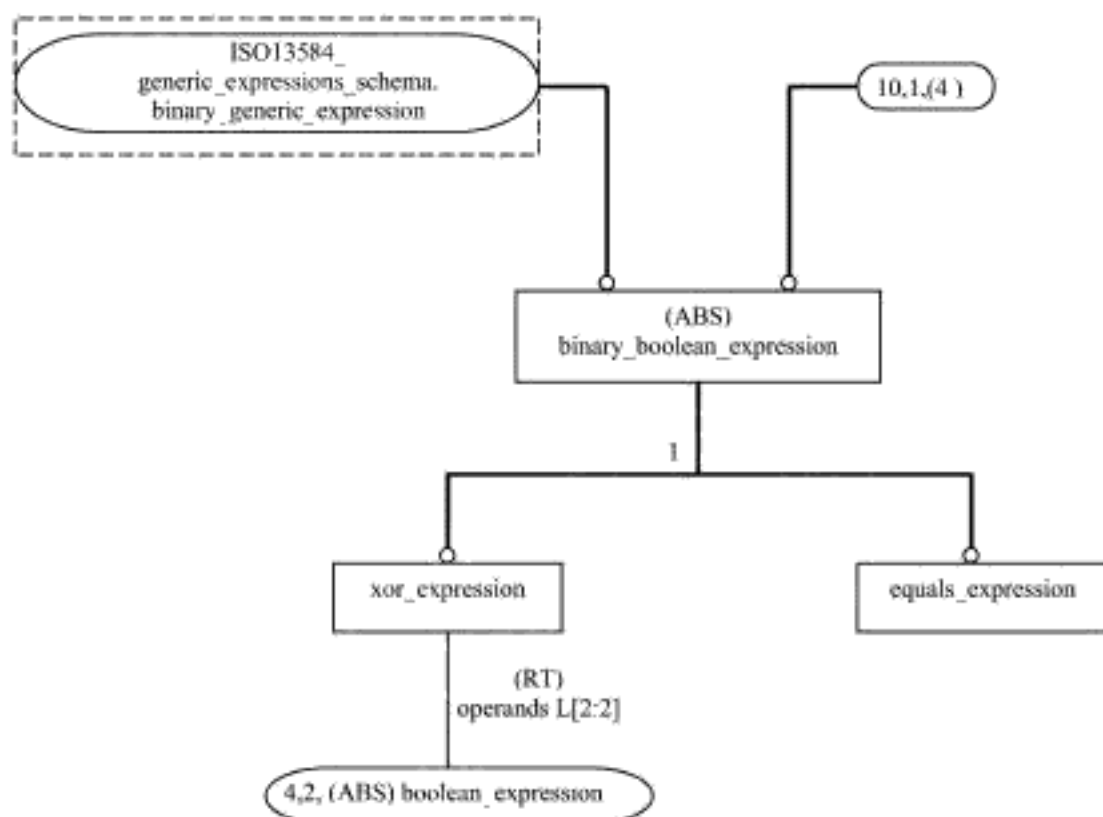 ISO13584_
generic_expressions_schema.
binary_generic_expression
10,1,(4 )
(ABS)
binary_boolean_expression
1
xor_expression
equals_expression
(RT)
operands L[2:2]
4,2, (ABS) boolean_expression